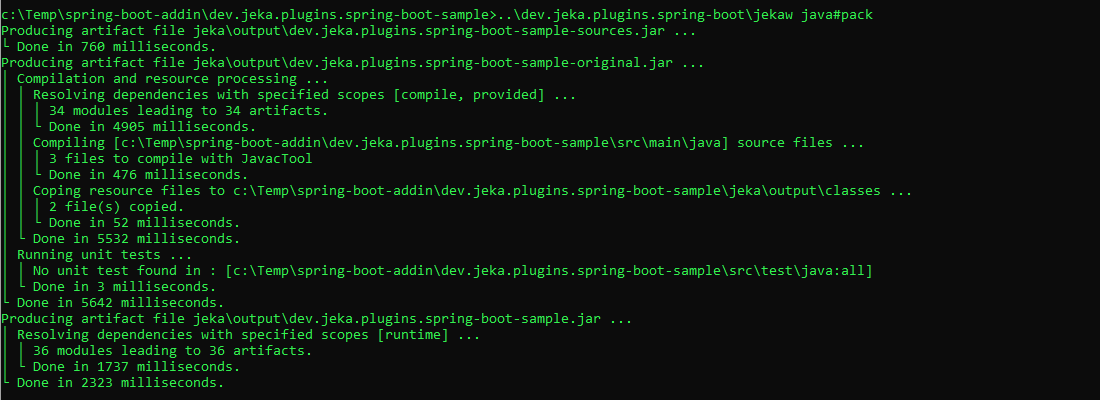 c:\Temp\spring-boot-addin\dev.jeka.plugins.spring-boot-sample>..\dev.jeka.plugins.spring-boot\jekaw java#pack
Producing artifact file jeka\output\dev.jeka.plugins.spring-boot-sample-sources.jar ...
└ Done in 760 milliseconds.
Producing artifact file jeka\output\dev.jeka.plugins.spring-boot-sample-original.jar ...
│ Compilation and resource processing ...
│ │ Resolving dependencies with specified scopes [compile, provided] ...
│ │ │ 34 modules leading to 34 artifacts.
│ │ └ Done in 4905 milliseconds.
│ │ Compiling [c:\Temp\spring-boot-addin\dev.jeka.plugins.spring-boot-sample\src\main\java] source files ...
│ │ │ 3 files to compile with JavacTool
│ │ └ Done in 476 milliseconds.
│ │ Coping resource files to c:\Temp\spring-boot-addin\dev.jeka.plugins.spring-boot-sample\jeka\output\classes ...
│ │ │ 2 file(s) copied.
│ │ └ Done in 52 milliseconds.
│ └ Done in 5532 milliseconds.
│ Running unit tests ...
│ │ No unit test found in : [c:\Temp\spring-boot-addin\dev.jeka.plugins.spring-boot-sample\src\test\java:all]
│ └ Done in 3 milliseconds.
└ Done in 5642 milliseconds.
Producing artifact file jeka\output\dev.jeka.plugins.spring-boot-sample.jar ...
│ Resolving dependencies with specified scopes [runtime] ...
│ │ 36 modules leading to 36 artifacts.
│ └ Done in 1737 milliseconds.
└ Done in 2323 milliseconds.